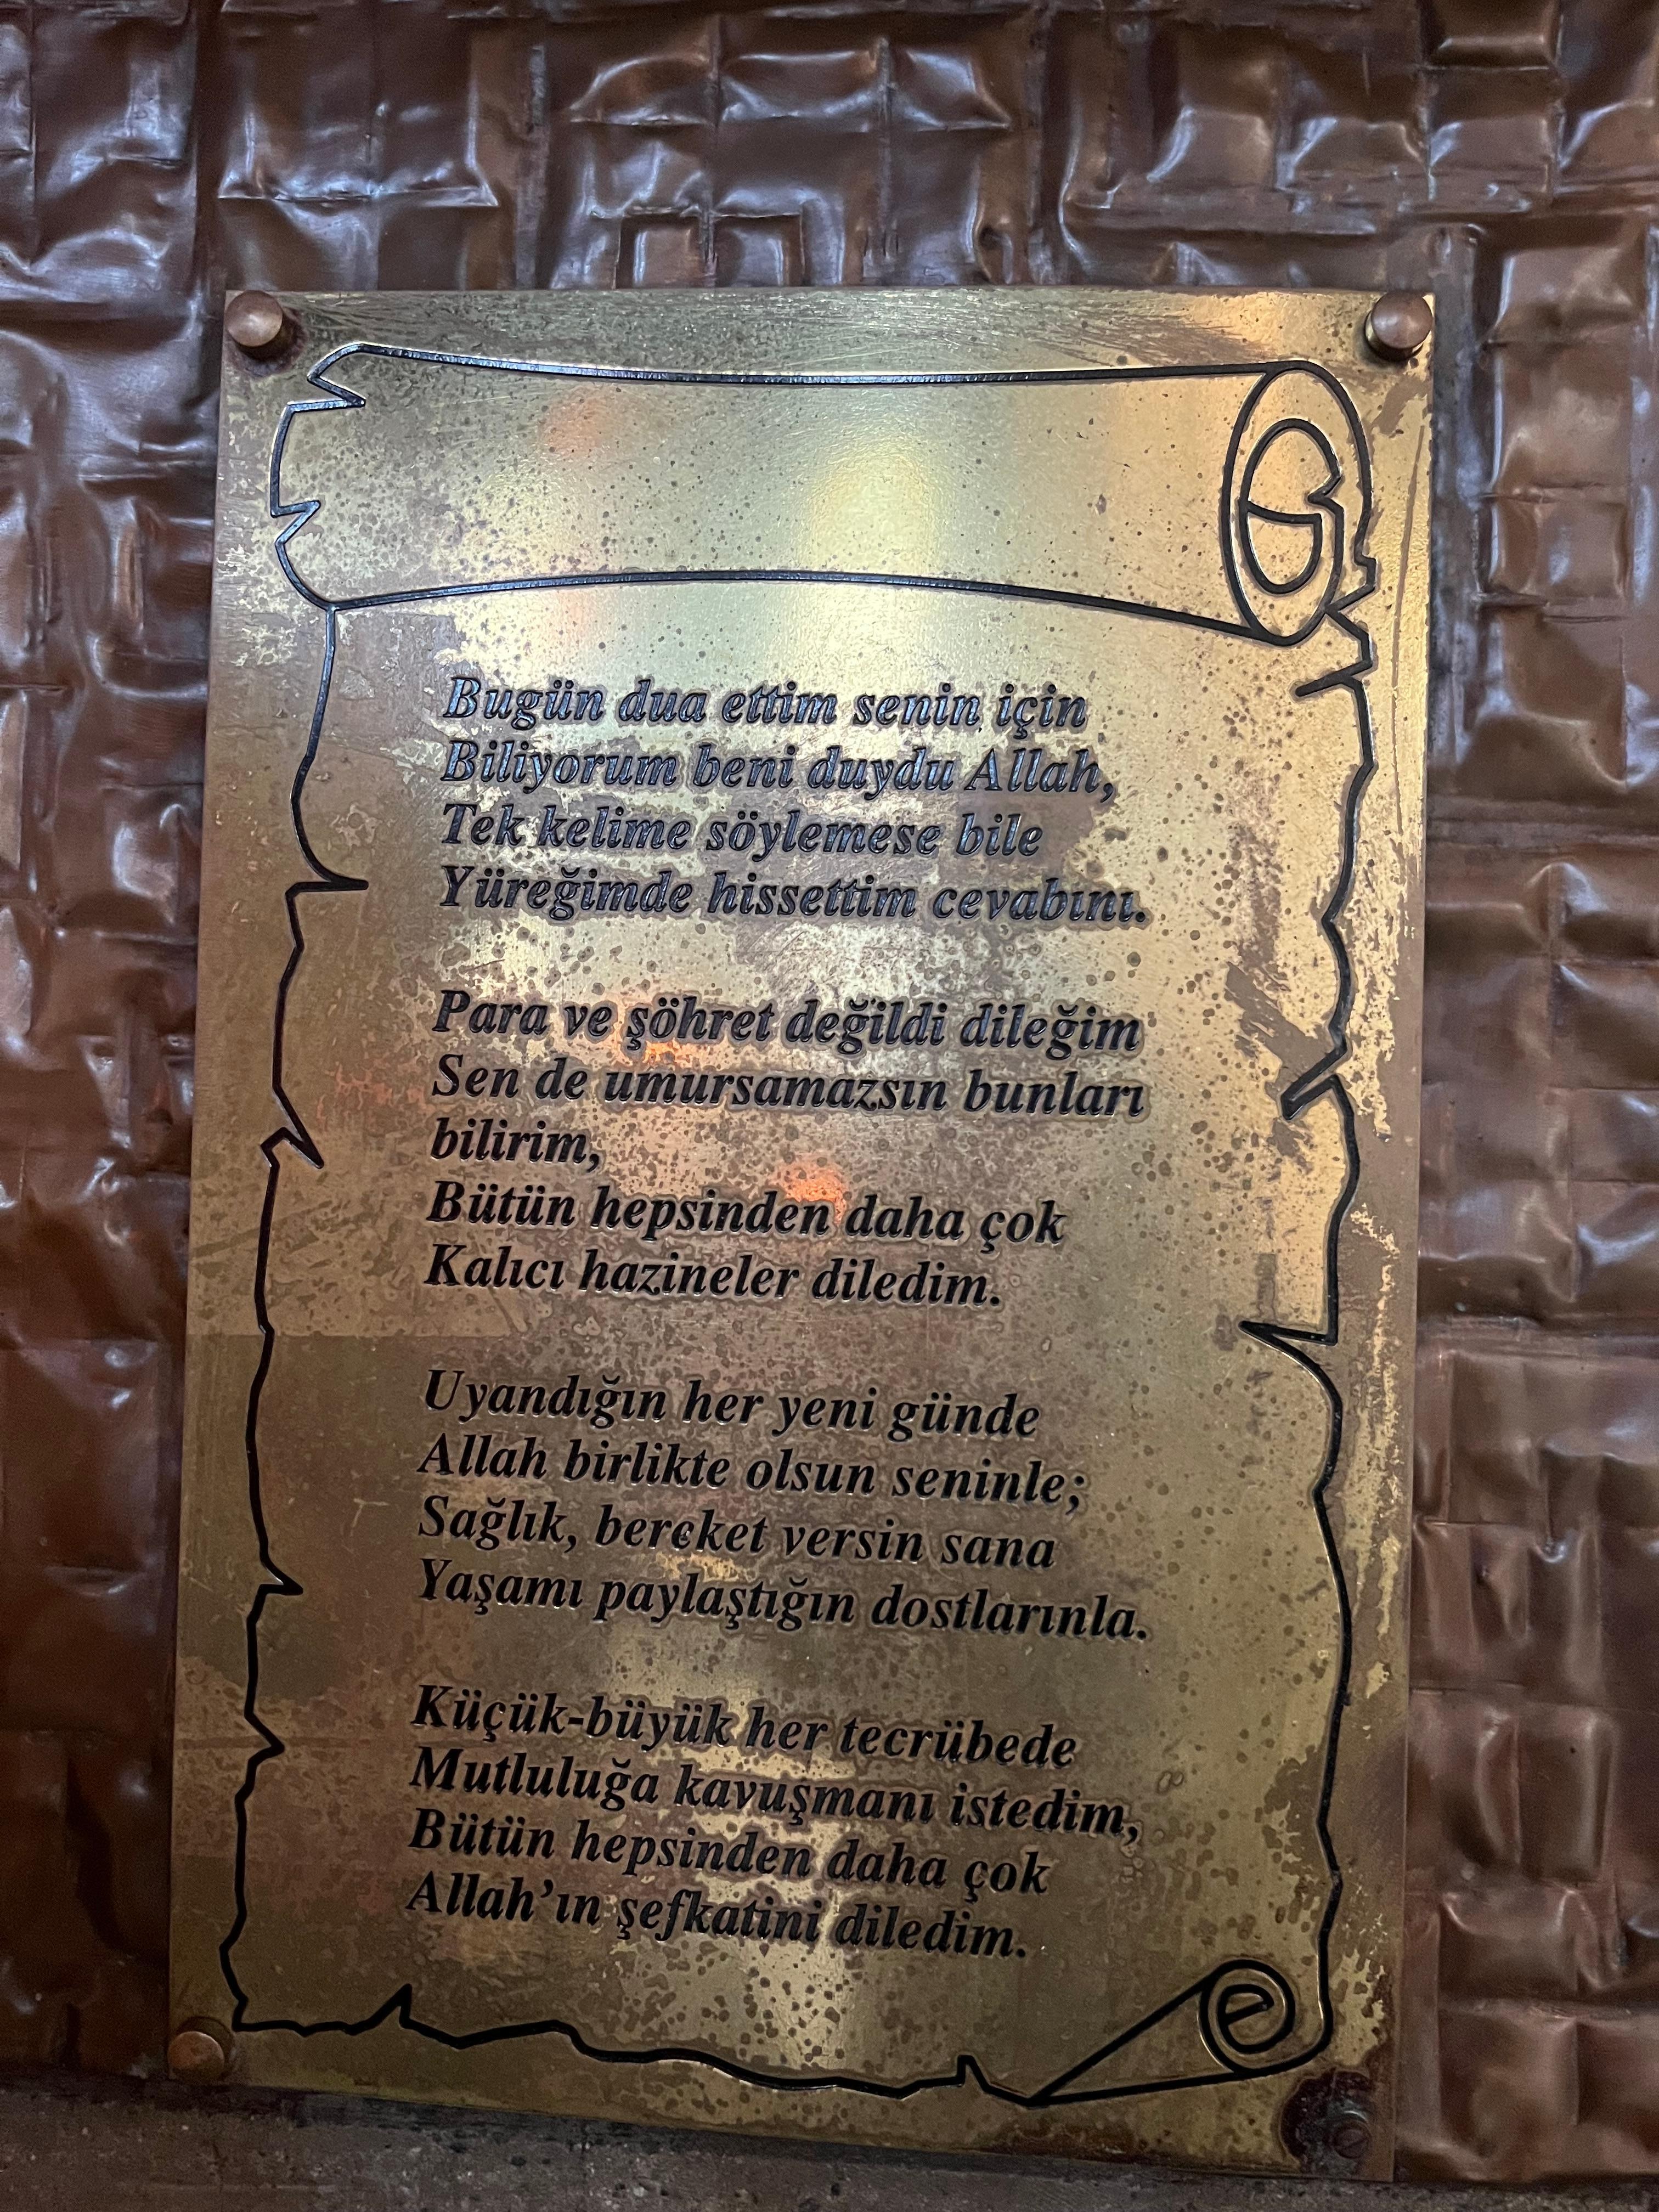 Bugün dua ettim senin için
Biliyorum beni duydu Allah,
Tek kelime söylemese bile
Yüreğimde hissettim cevabını.
Para ve şöhret değildi dileğim
Sen de umursamazsın bunları
bilirim,
Bütün hepsinden daha çok
Kalıcı hazineler diledim.
Uyandığın her yeni günde
Allah birlikte olsun seninle;
Sağlık, bereket versin sana
Yaşamı paylaştığın dostlarınla.
Küçük-büyük her tecrübede
Mutluluğa kavuşmanı istedim,
Bütün hepsinden daha çok
Allah’ın şefkatini diledim.